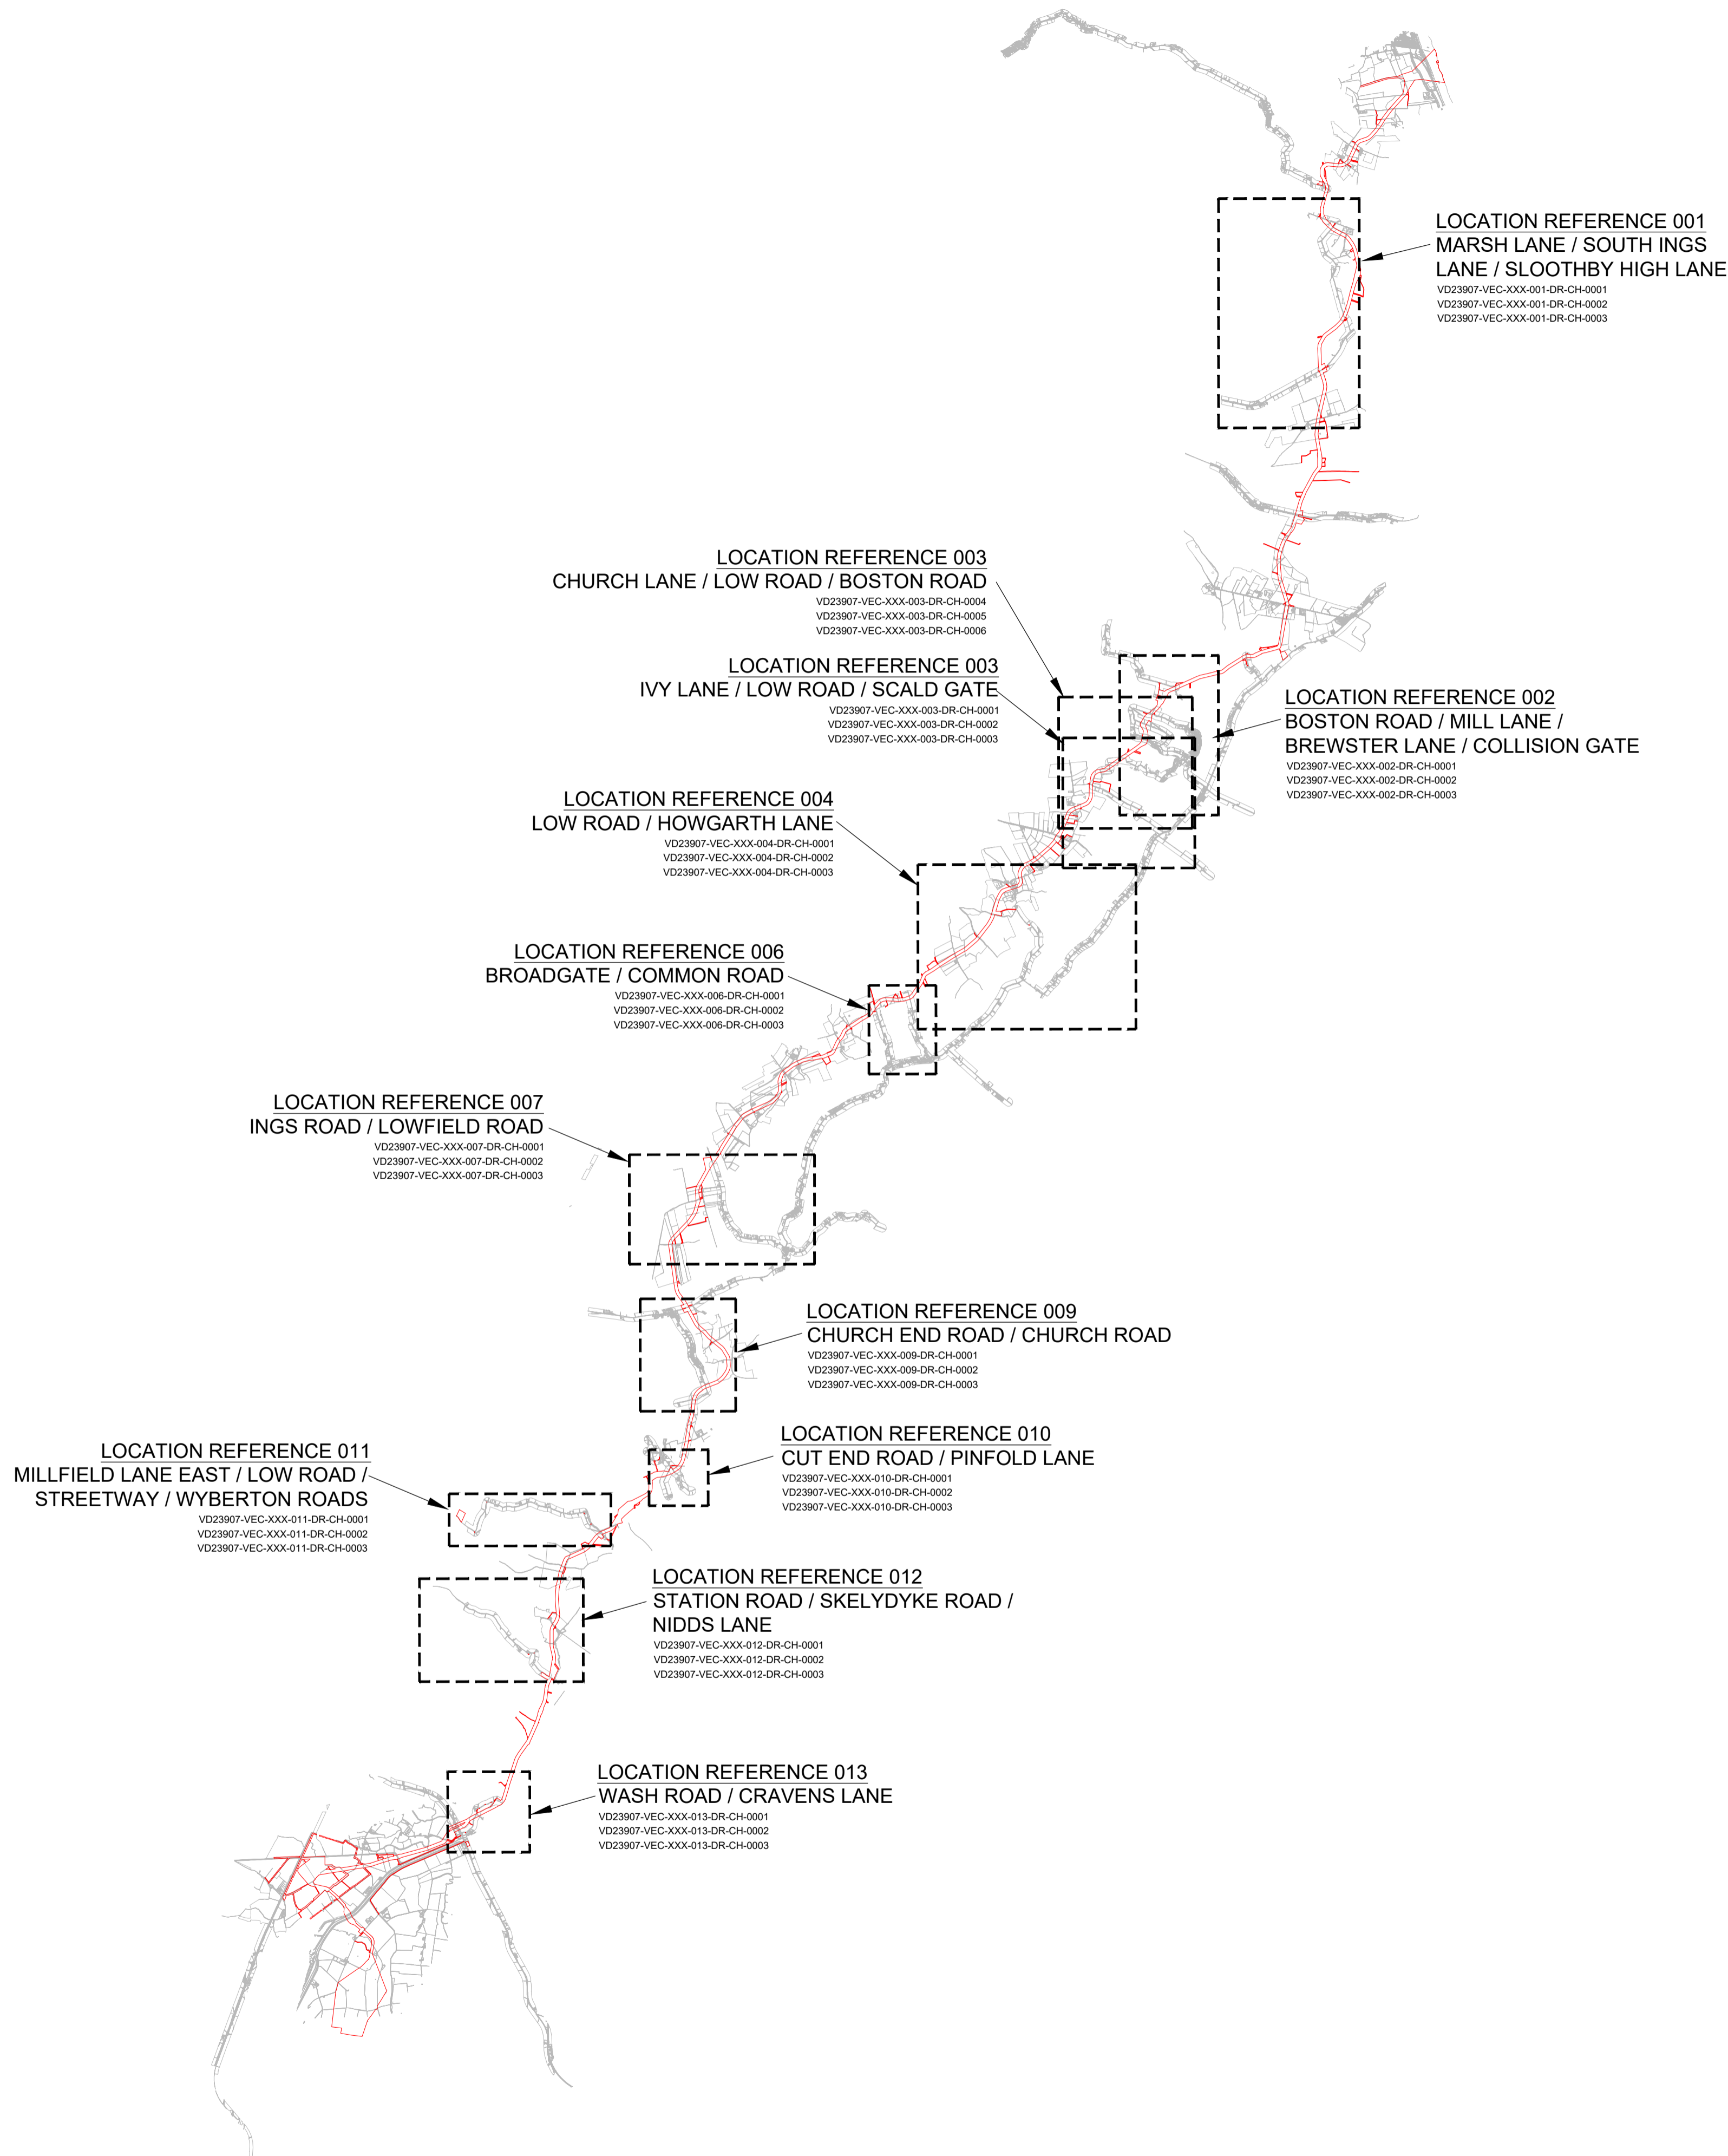 LOCATION REFERENCE 001
MARSH LANE / SOUTH INGS
LANE / SLOOTHBY HIGH LANE
VD23907-VEC-XXX-001-DR-CH-0001
VD23907-VEC-XXX-001-DR-CH-0002
VD23907-VEC-XXX-001-DR-CH-0003
LOCATION REFERENCE 003
CHURCH LANE / LOW ROAD / BOSTON ROAD
VD23907-VEC-XXX-003-DR-CH-0004
VD23907-VEC-XXX-003-DR-CH-0005
VD23907-VEC-XXX-003-DR-CH-0006
LOCATION REFERENCE 003
IVY LANE / LOW ROAD / SCALD GATE
VD23907-VEC-XXX-003-DR-CH-0001
VD23907-VEC-XXX-003-DR-CH-0002
VD23907-VEC-XXX-003-DR-CH-0003
LOCATION REFERENCE 002
BOSTON ROAD / MILL LANE /
BREWSTER LANE / COLLISION GATE
VD23907-VEC-XXX-002-DR-CH-0001
VD23907-VEC-XXX-002-DR-CH-0002
VD23907-VEC-XXX-002-DR-CH-0003
LOCATION REFERENCE 004
LOW ROAD / HOWGARTH LANE
VD23907-VEC-XXX-004-DR-CH-0001
VD23907-VEC-XXX-004-DR-CH-0002
VD23907-VEC-XXX-004-DR-CH-0003
LOCATION REFERENCE 006
BROADGATE / COMMON ROAD
VD23907-VEC-XXX-006-DR-CH-0001
VD23907-VEC-XXX-006-DR-CH-0002
VD23907-VEC-XXX-006-DR-CH-0003
LOCATION REFERENCE 007
INGS ROAD / LOWFIELD ROAD
VD23907-VEC-XXX-007-DR-CH-0001
VD23907-VEC-XXX-007-DR-CH-0002
VD23907-VEC-XXX-007-DR-CH-0003
LOCATION REFERENCE 009
CHURCH END ROAD / CHURCH ROAD
VD23907-VEC-XXX-009-DR-CH-0001
VD23907-VEC-XXX-009-DR-CH-0002
VD23907-VEC-XXX-009-DR-CH-0003
LOCATION REFERENCE 010
CUT END ROAD / PINFOLD LANE
VD23907-VEC-XXX-010-DR-CH-0001
VD23907-VEC-XXX-010-DR-CH-0002
VD23907-VEC-XXX-010-DR-CH-0003
LOCATION REFERENCE 011
MILLFIELD LANE EAST / LOW ROAD /
STREETWAY / WYBERTON ROADS
VD23907-VEC-XXX-011-DR-CH-0001
VD23907-VEC-XXX-011-DR-CH-0002
VD23907-VEC-XXX-011-DR-CH-0003
LOCATION REFERENCE 012
STATION ROAD / SKELYDYKE ROAD /
NIDDS LANE
VD23907-VEC-XXX-012-DR-CH-0001
VD23907-VEC-XXX-012-DR-CH-0002
VD23907-VEC-XXX-012-DR-CH-0003
LOCATION REFERENCE 013
WASH ROAD / CRAVENS LANE
VD23907-VEC-XXX-013-DR-CH-0001
VD23907-VEC-XXX-013-DR-CH-0002
VD23907-VEC-XXX-013-DR-CH-0003